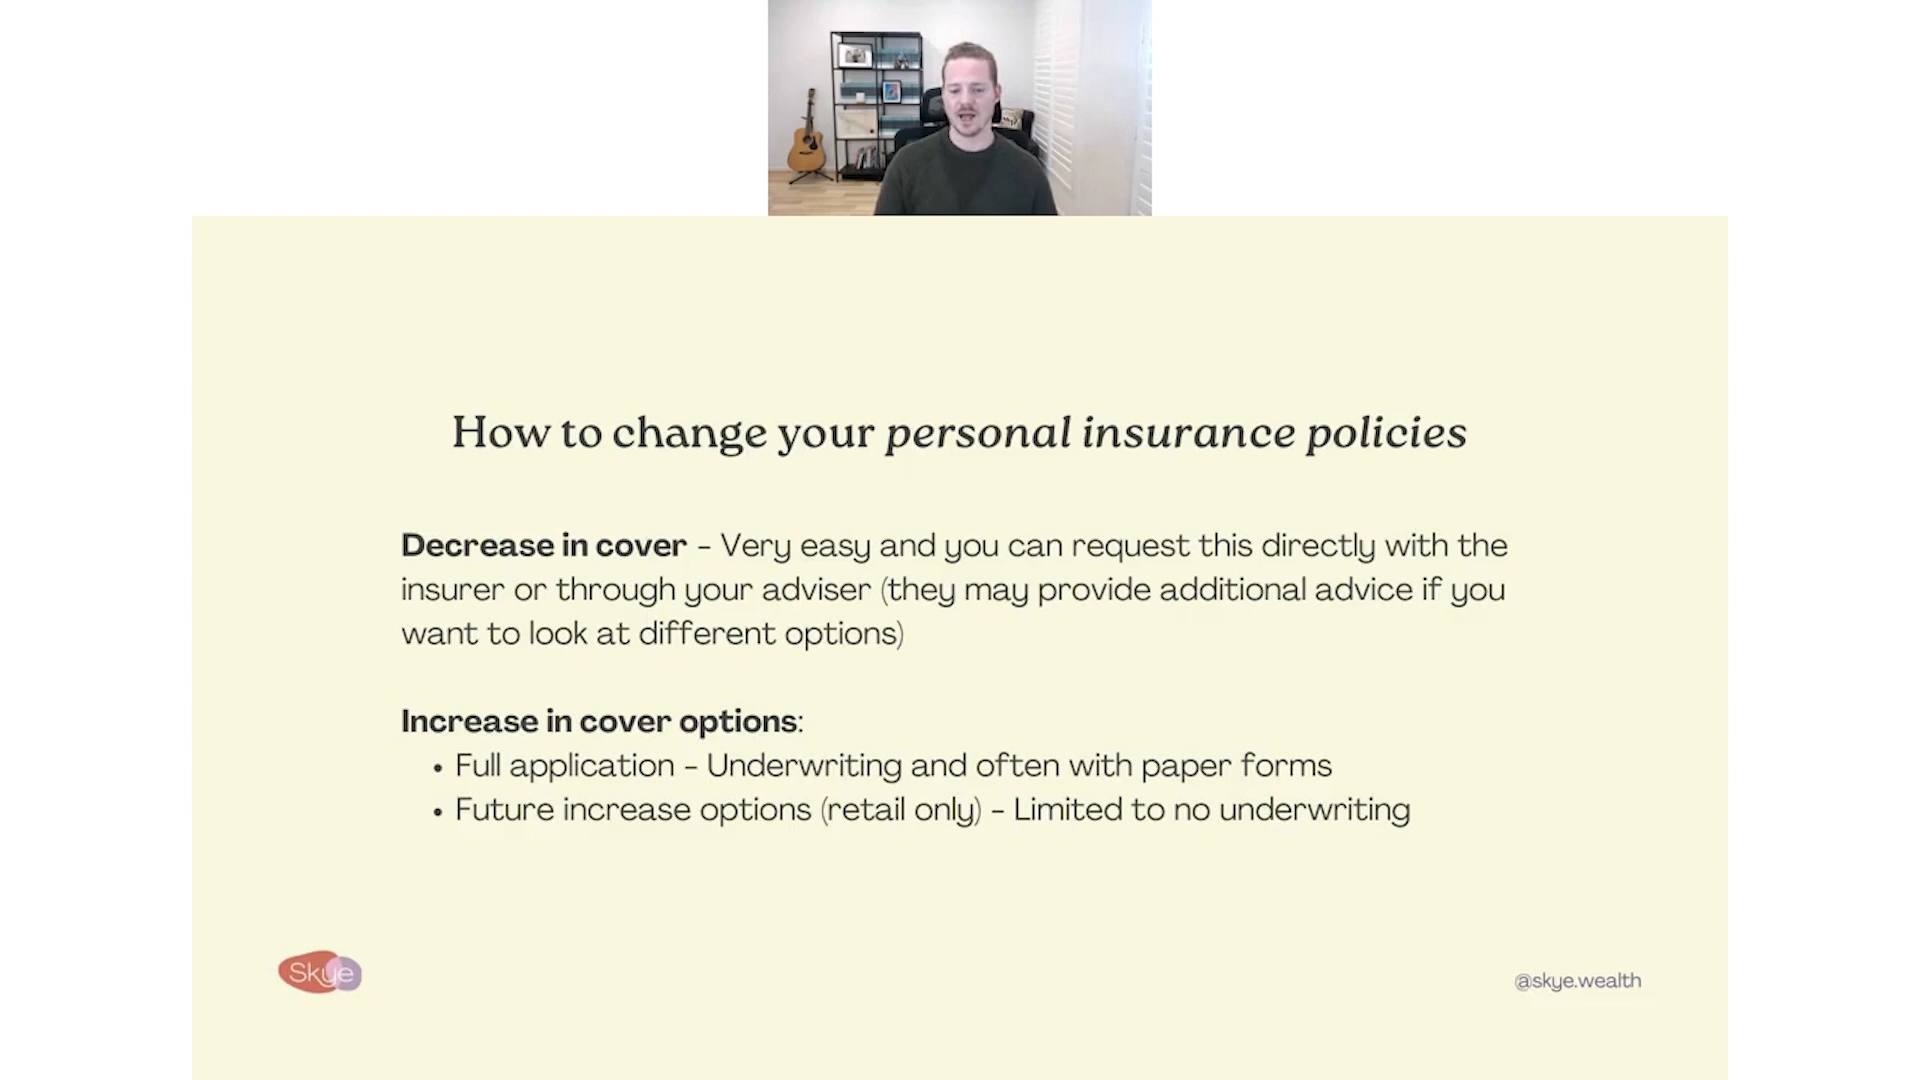 How to change your personal insurance policies
Decrease in cover – Very easy and you can request this directly with the
insurer or through your adviser (they may provide additional advice if you
want to look at different options)
Increase in cover options:
• Full application – Underwriting and often with paper forms
• Future increase options (retail only) – Limited to no underwriting
Skye
@skye.wealth